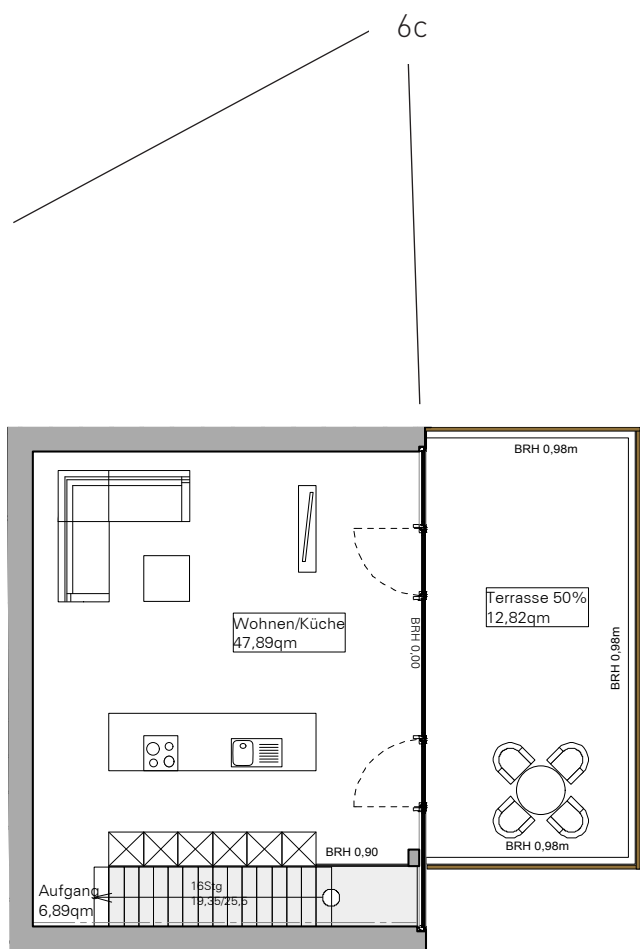 6c
BRH 0,98m
Wohnen/Küche
47,89qm
BRH 0,00
Terrasse 50%
12,82qm
BRH 0,98m
BRH 0,98m
BRH 0,90
Aufgang
6,89qm
16Stg
19,35/25,5